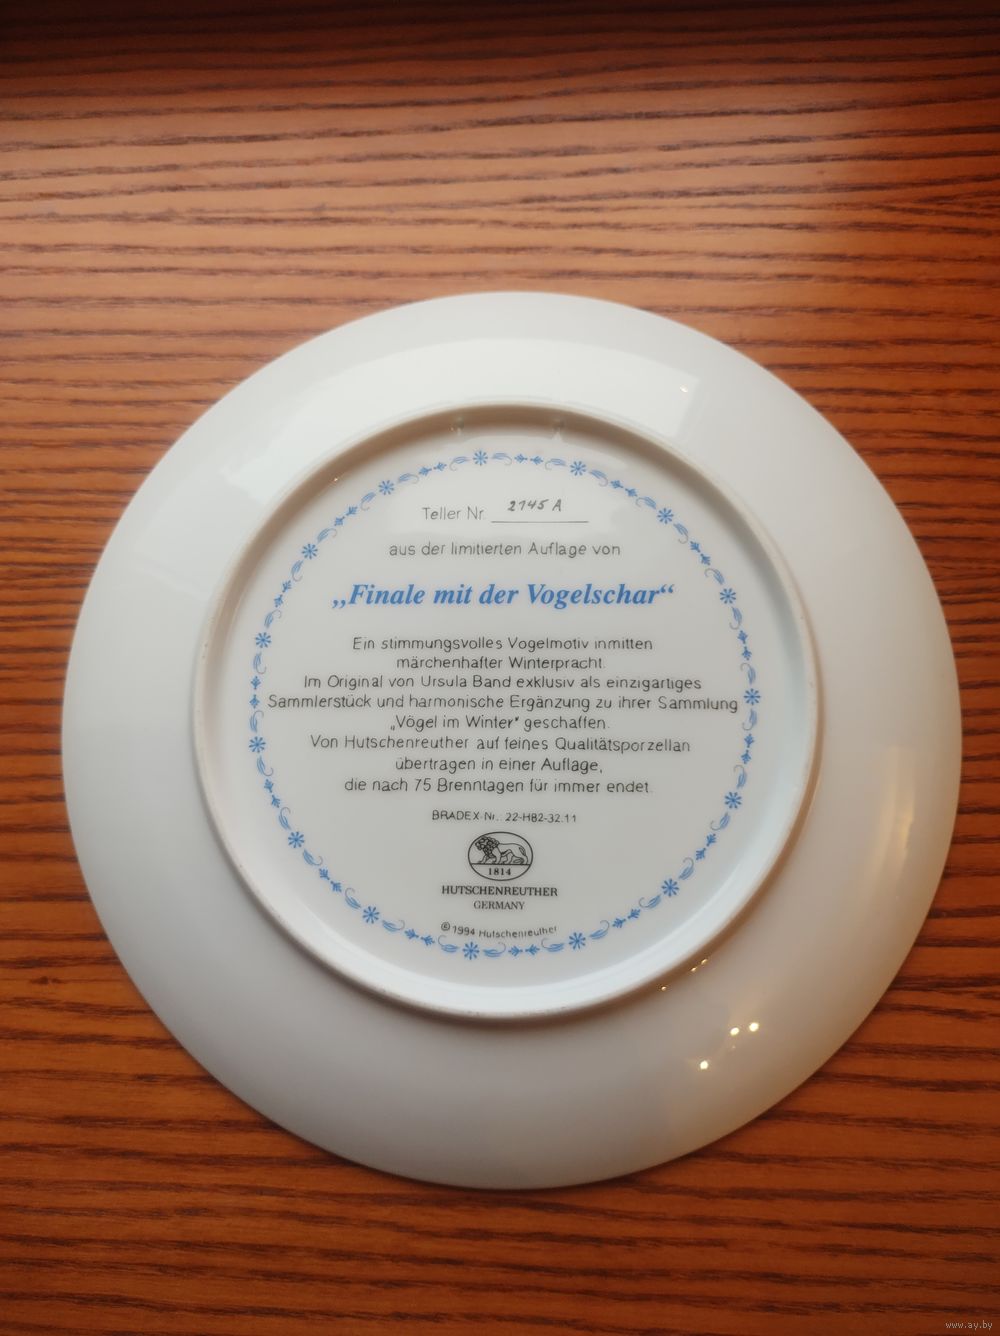 Teller Nr. 2145 A
aus der limitierten Auflage von
„Finale mit der Vogelschar“
Ein stimmungsvolles Vogelmotiv inmitten
märchenhafter Winterpracht.
Im Original von Ursula Band exklusiv als einzigartiges
Sammlerstück und harmonische Ergänzung zu ihrer Sammlung
„Vögel im Winter“ geschaffen.
Von Hutschenreuther auf feines Qualitätsporzellan
übertragen in einer Auflage,
die nach 75 Brenntagen für immer endet.
BRADEX-Nr.: 22-H82-32.11
1814
HUTSCHENREUTHER
GERMANY
© 1994 Hutschenreuther
www.ay.by